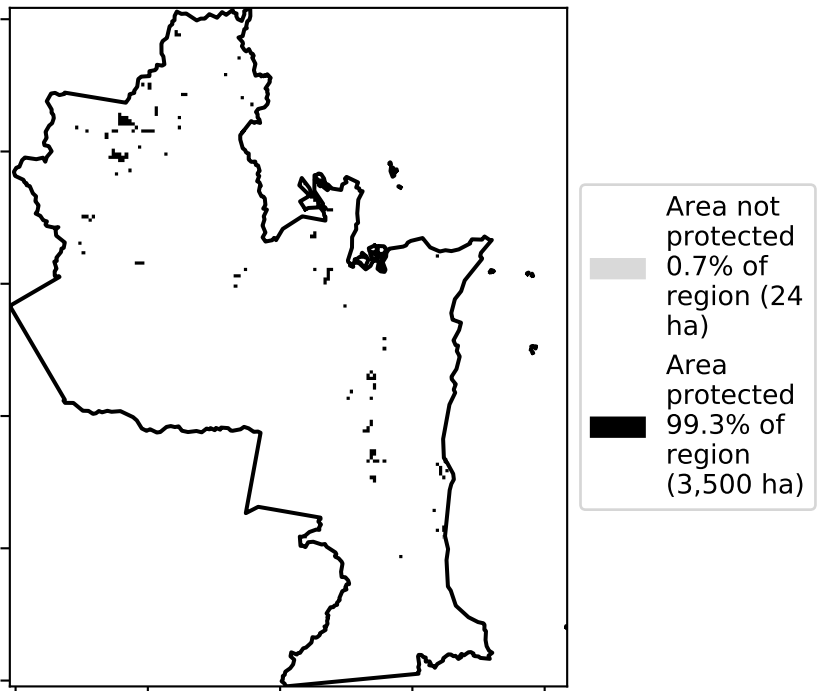 Area not
protected
0.7% of
region (24
ha)
Area
protected
99.3% of
region
(3,500 ha)